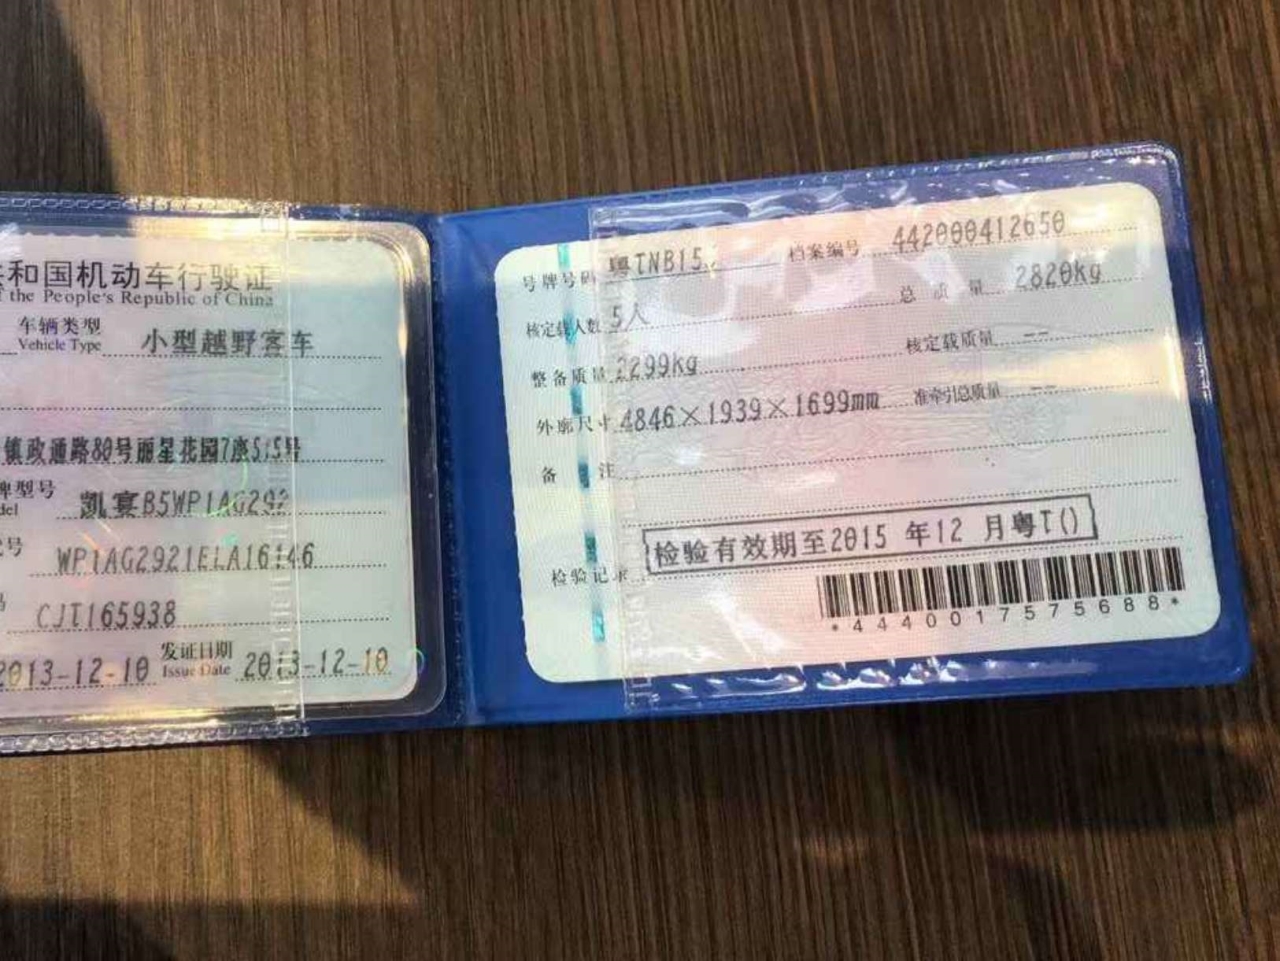 和国机动车行驶证
the People's Republic of China
车辆类型 小型越野客车
Vehicle Type
镇政通路80号丽星花园7座515号
牌型号 凯宴B5WP1AG292
WP1AG2921ELA16146
CJT165938
2013-12-10 发证日期 2013-12-10
Issue Date
号牌号码 粤TNB15 档案编号 442000412650
核定载人数 5人 总 质 量 2820kg
整备质量 2299kg 核定载质量 --
外廓尺寸 4846×1939×1699mm 准牵引总质量 --
备 注
检验有效期至2015 年12 月粤T()
检验记录
*4440017575688*